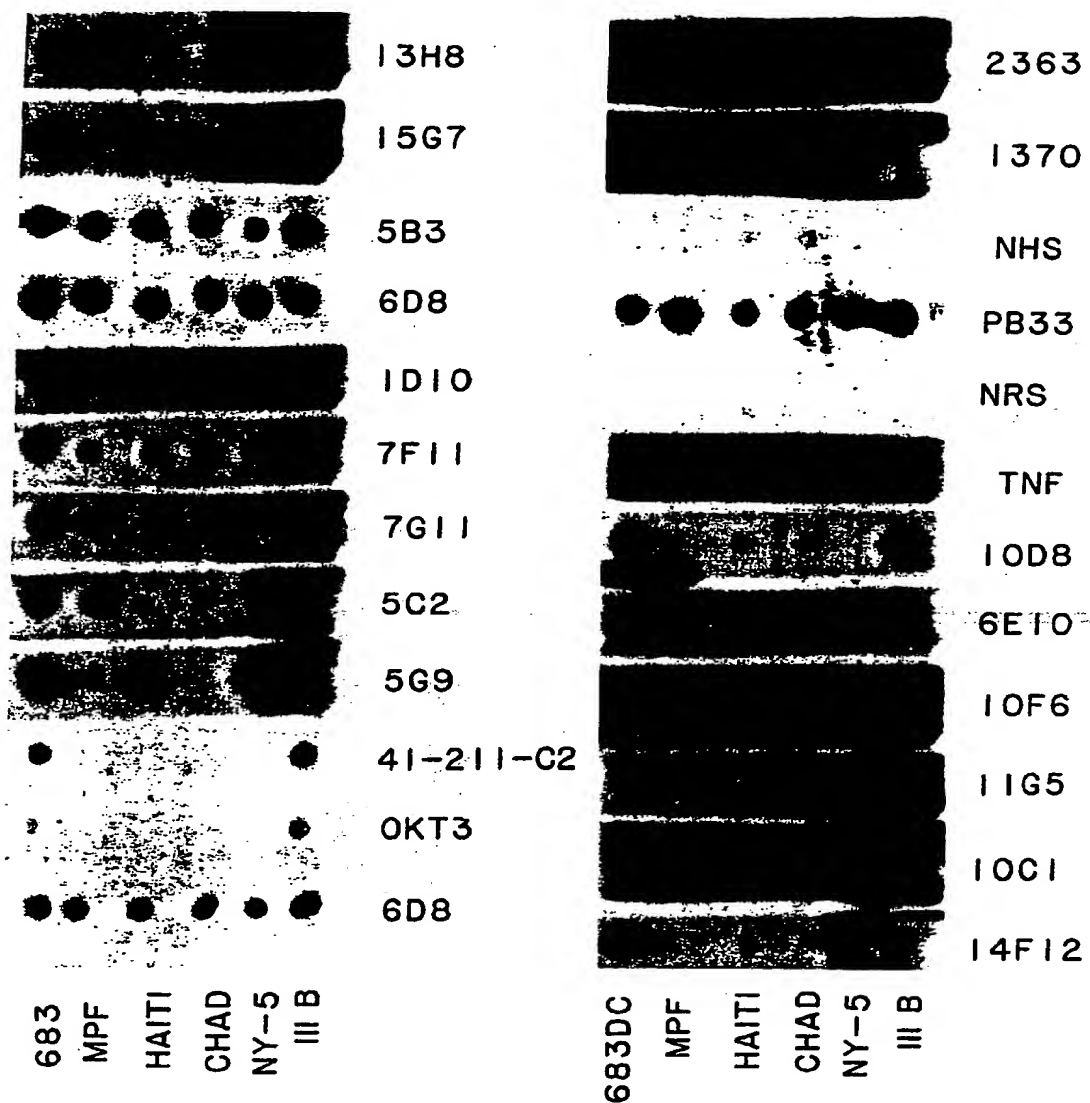 13H8
15G7
5B3
6D8
1D10
7F11
7G11
5C2
5G9
41-211-C2
OKT3
6D8
683
MPF
HAITI
CHAD
NY-5
III B
2363
1370
NHS
PB33
NRS
TNF
10D8
6E10
10F6
11G5
10C1
14F12
683DC
MPF
HAITI
CHAD
NY-5
III B